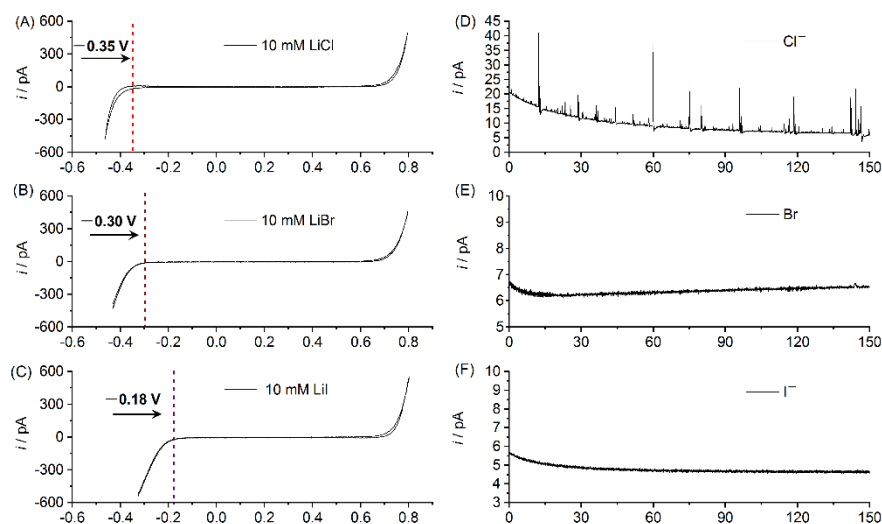 (A)
600
300
0
-300
-600
i / pA
−0.35 V
10 mM LiCl
-0.6 -0.4 -0.2 0.0 0.2 0.4 0.6 0.8
(B)
600
300
0
-300
-600
i / pA
−0.30 V
10 mM LiBr
-0.6 -0.4 -0.2 0.0 0.2 0.4 0.6 0.8
(C)
600
300
0
-300
-600
i / pA
−0.18 V
10 mM LiI
-0.6 -0.4 -0.2 0.0 0.2 0.4 0.6 0.8
(D)
45
40
35
30
25
20
15
10
5
0
i / pA
Cl⁻
0 30 60 90 120 150
(E)
10
9
8
7
6
5
i / pA
Br
0 30 60 90 120 150
(F)
10
9
8
7
6
5
4
3
i / pA
I⁻
0 30 60 90 120 150